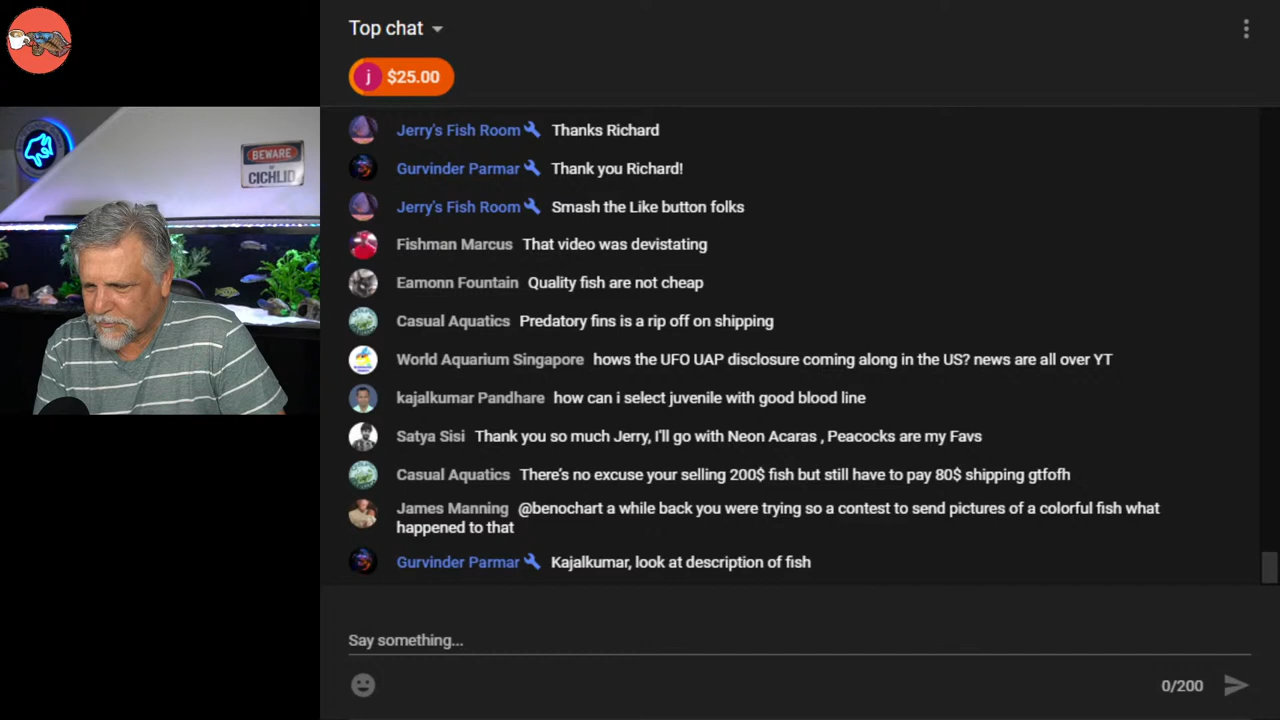 Top chat
j $25.00
Jerry's Fish Room Thanks Richard
Gurvinder Parmar Thank you Richard!
Jerry's Fish Room Smash the Like button folks
Fishman Marcus That video was devistating
Eamonn Fountain Quality fish are not cheap
Casual Aquatics Predatory fins is a rip off on shipping
World Aquarium Singapore hows the UFO UAP disclosure coming along in the US? news are all over YT
kajalkumar Pandhare how can i select juvenile with good blood line
Satya Sisi Thank you so much Jerry, I'll go with Neon Acaras , Peacocks are my Favs
Casual Aquatics There's no excuse your selling 200$ fish but still have to pay 80$ shipping gtfofh
James Manning @benochart a while back you were trying so a contest to send pictures of a colorful fish what
happened to that
Gurvinder Parmar Kajalkumar, look at description of fish
Say something...
0/200
BEWARE
of
CICHLID